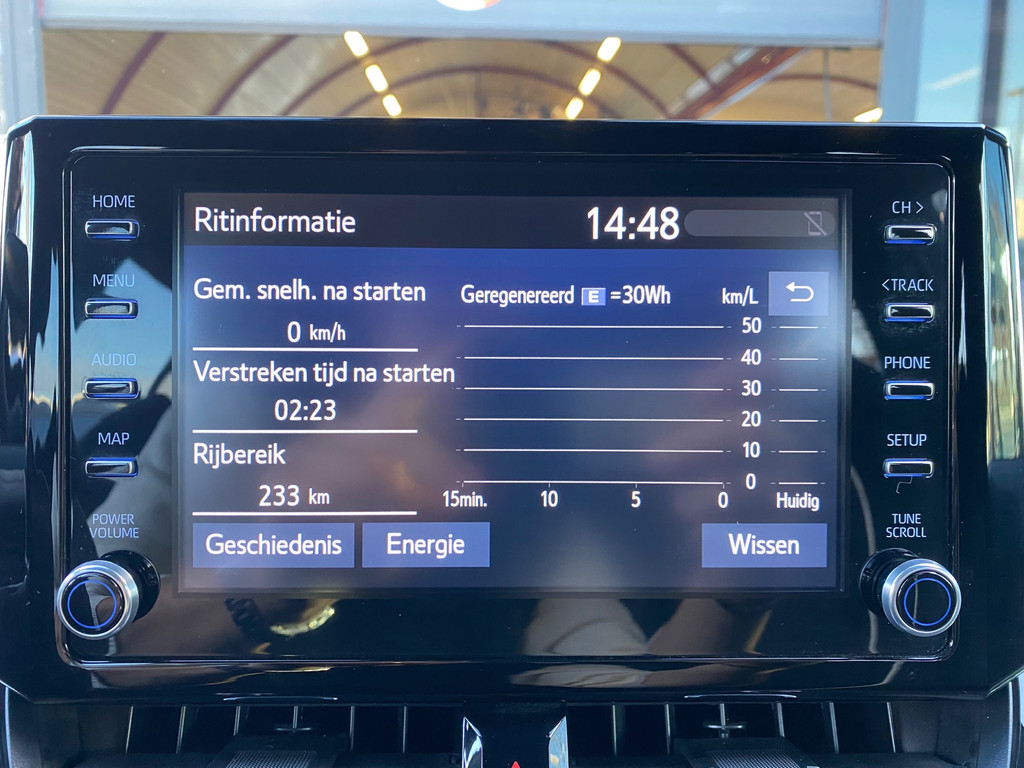 HOME
MENU
AUDIO
MAP
POWER
VOLUME
Ritinformatie 14:48
Gem. snelh. na starten
0 km/h
Verstreken tijd na starten
02:23
Rijbereik
233 km
Geregenereerd E =30Wh km/L
50
40
30
20
10
0
15min. 10 5 0 Huidig
Geschiedenis Energie Wissen
CH >
<TRACK
PHONE
SETUP
TUNE
SCROLL